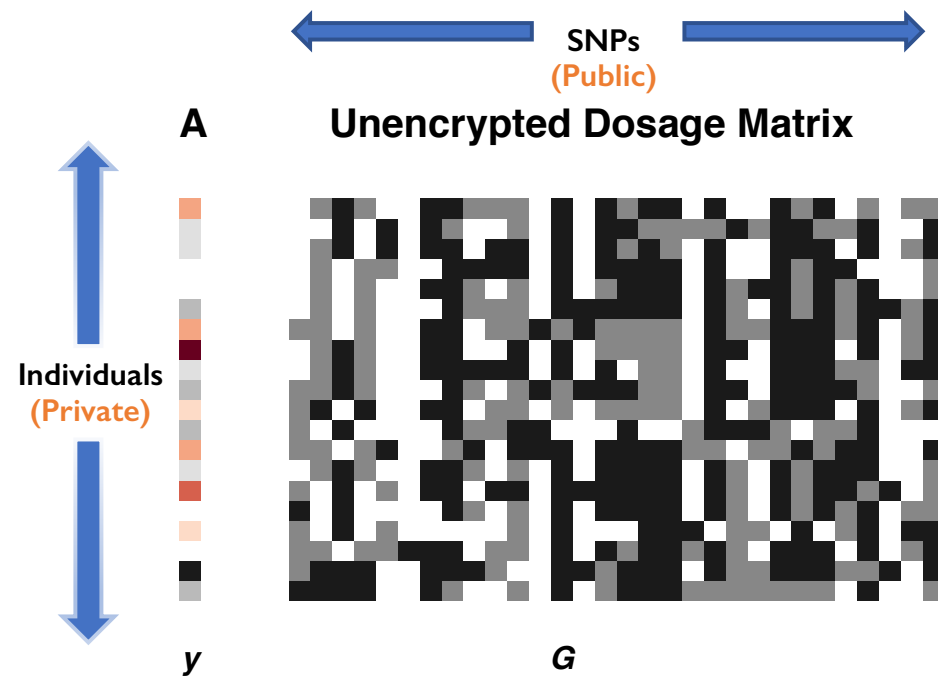 SNPs
(Public)
A
Unencrypted Dosage Matrix
Individuals
(Private)
y
G